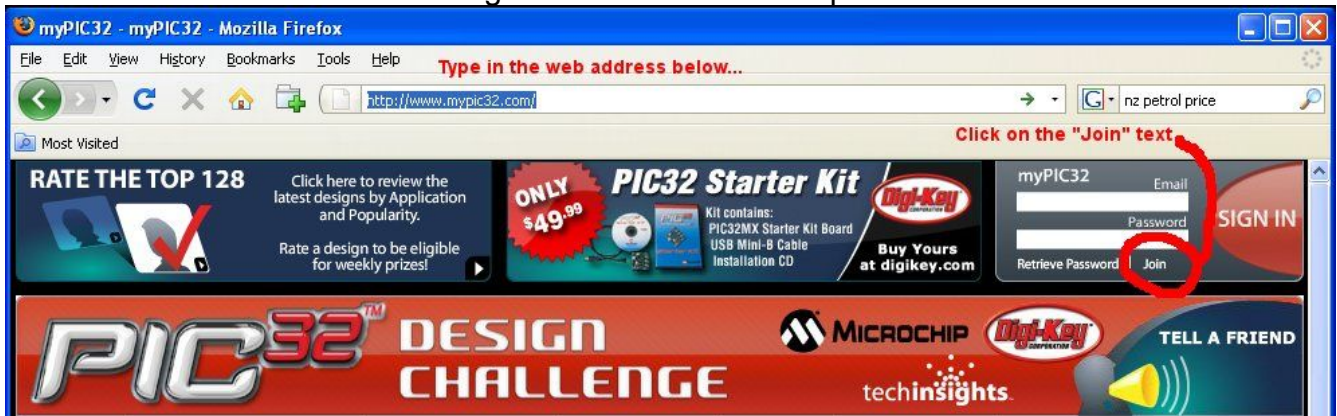 myPIC32 - myPIC32 - Mozilla Firefox
File Edit View History Bookmarks Tools Help
Type in the web address below...
http://www.mypic32.com/
G nz petrol price
Most Visited
Click on the "Join" text
RATE THE TOP 128
Click here to review the
latest designs by Application
and Popularity.
Rate a design to be eligible
for weekly prizes!
ONLY
$49.99
PIC32 Starter Kit
Kit contains:
PIC32MX Starter Kit Board
USB Mini-B Cable
Installation CD
Digi-Key
CORPORATION
Buy Yours
at digikey.com
myPIC32
Email
Password
SIGN IN
Retrieve Password | Join
PIC32™
DESIGN
CHALLENGE
MICROCHIP
Digi-Key
CORPORATION
techinsights
TELL A FRIEND